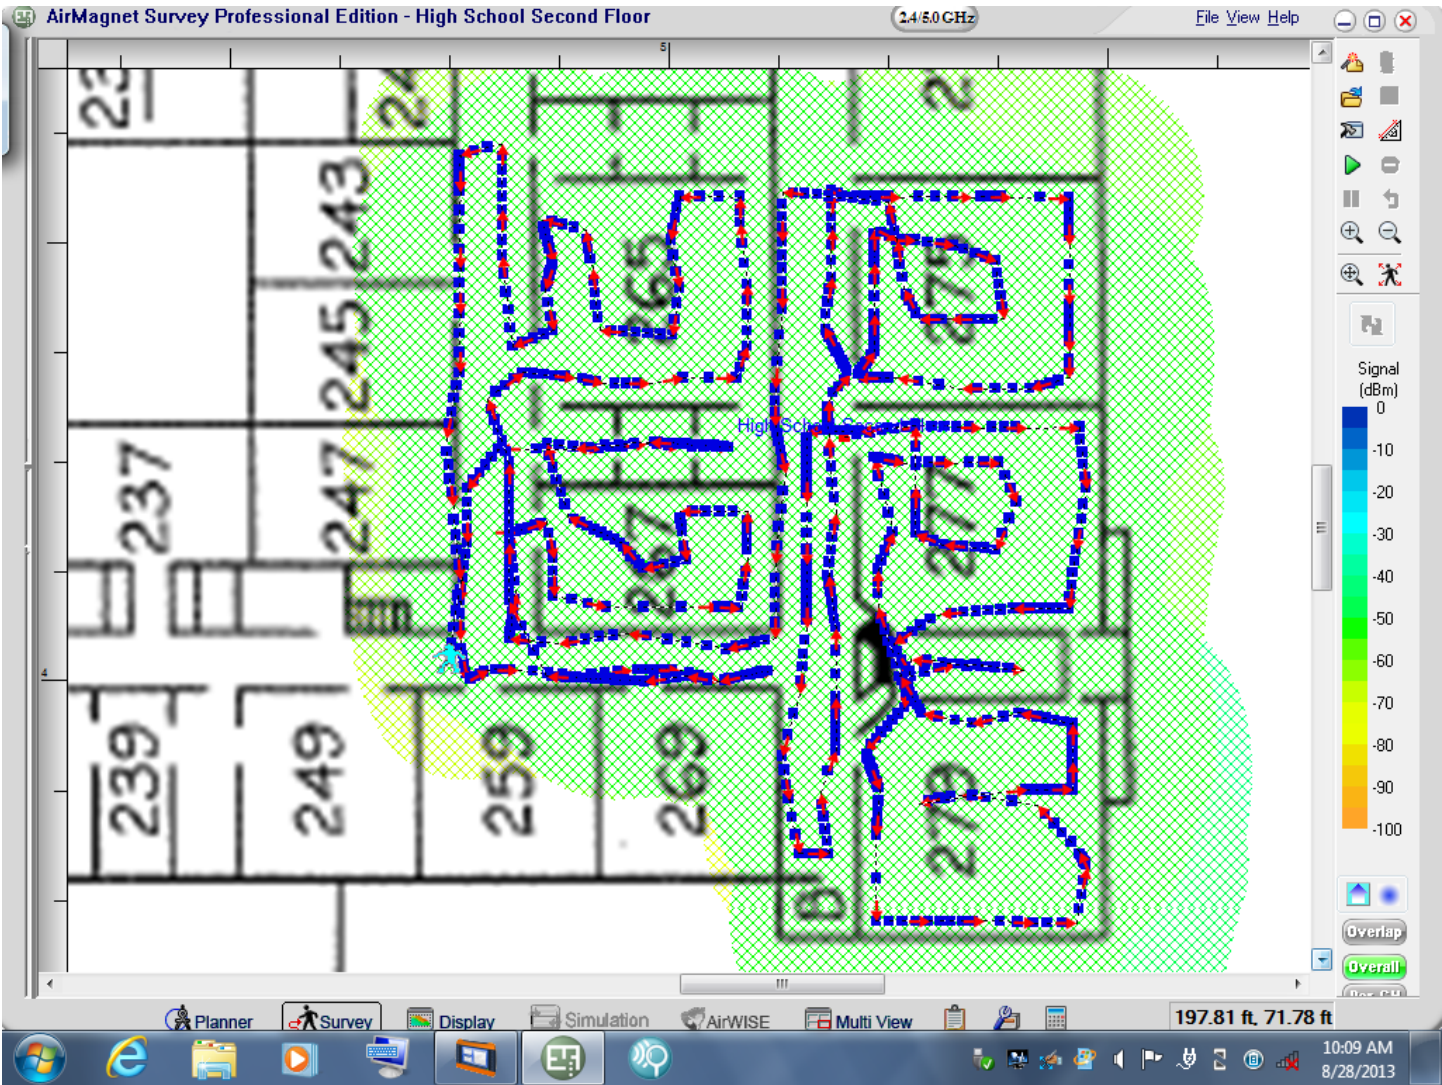 AirMagnet Survey Professional Edition - High School Second Floor
2.4/5.0 GHz
File View Help
5
4
243
245
247
237
239
249
259
269
265
267
275
277
279
D
Signal
(dBm)
0
-10
-20
-30
-40
-50
-60
-70
-80
-90
-100
Overlap
Overall
Planner
Survey
Display
Simulation
AirWISE
Multi View
197.81 ft, 71.78 ft
10:09 AM
8/28/2013